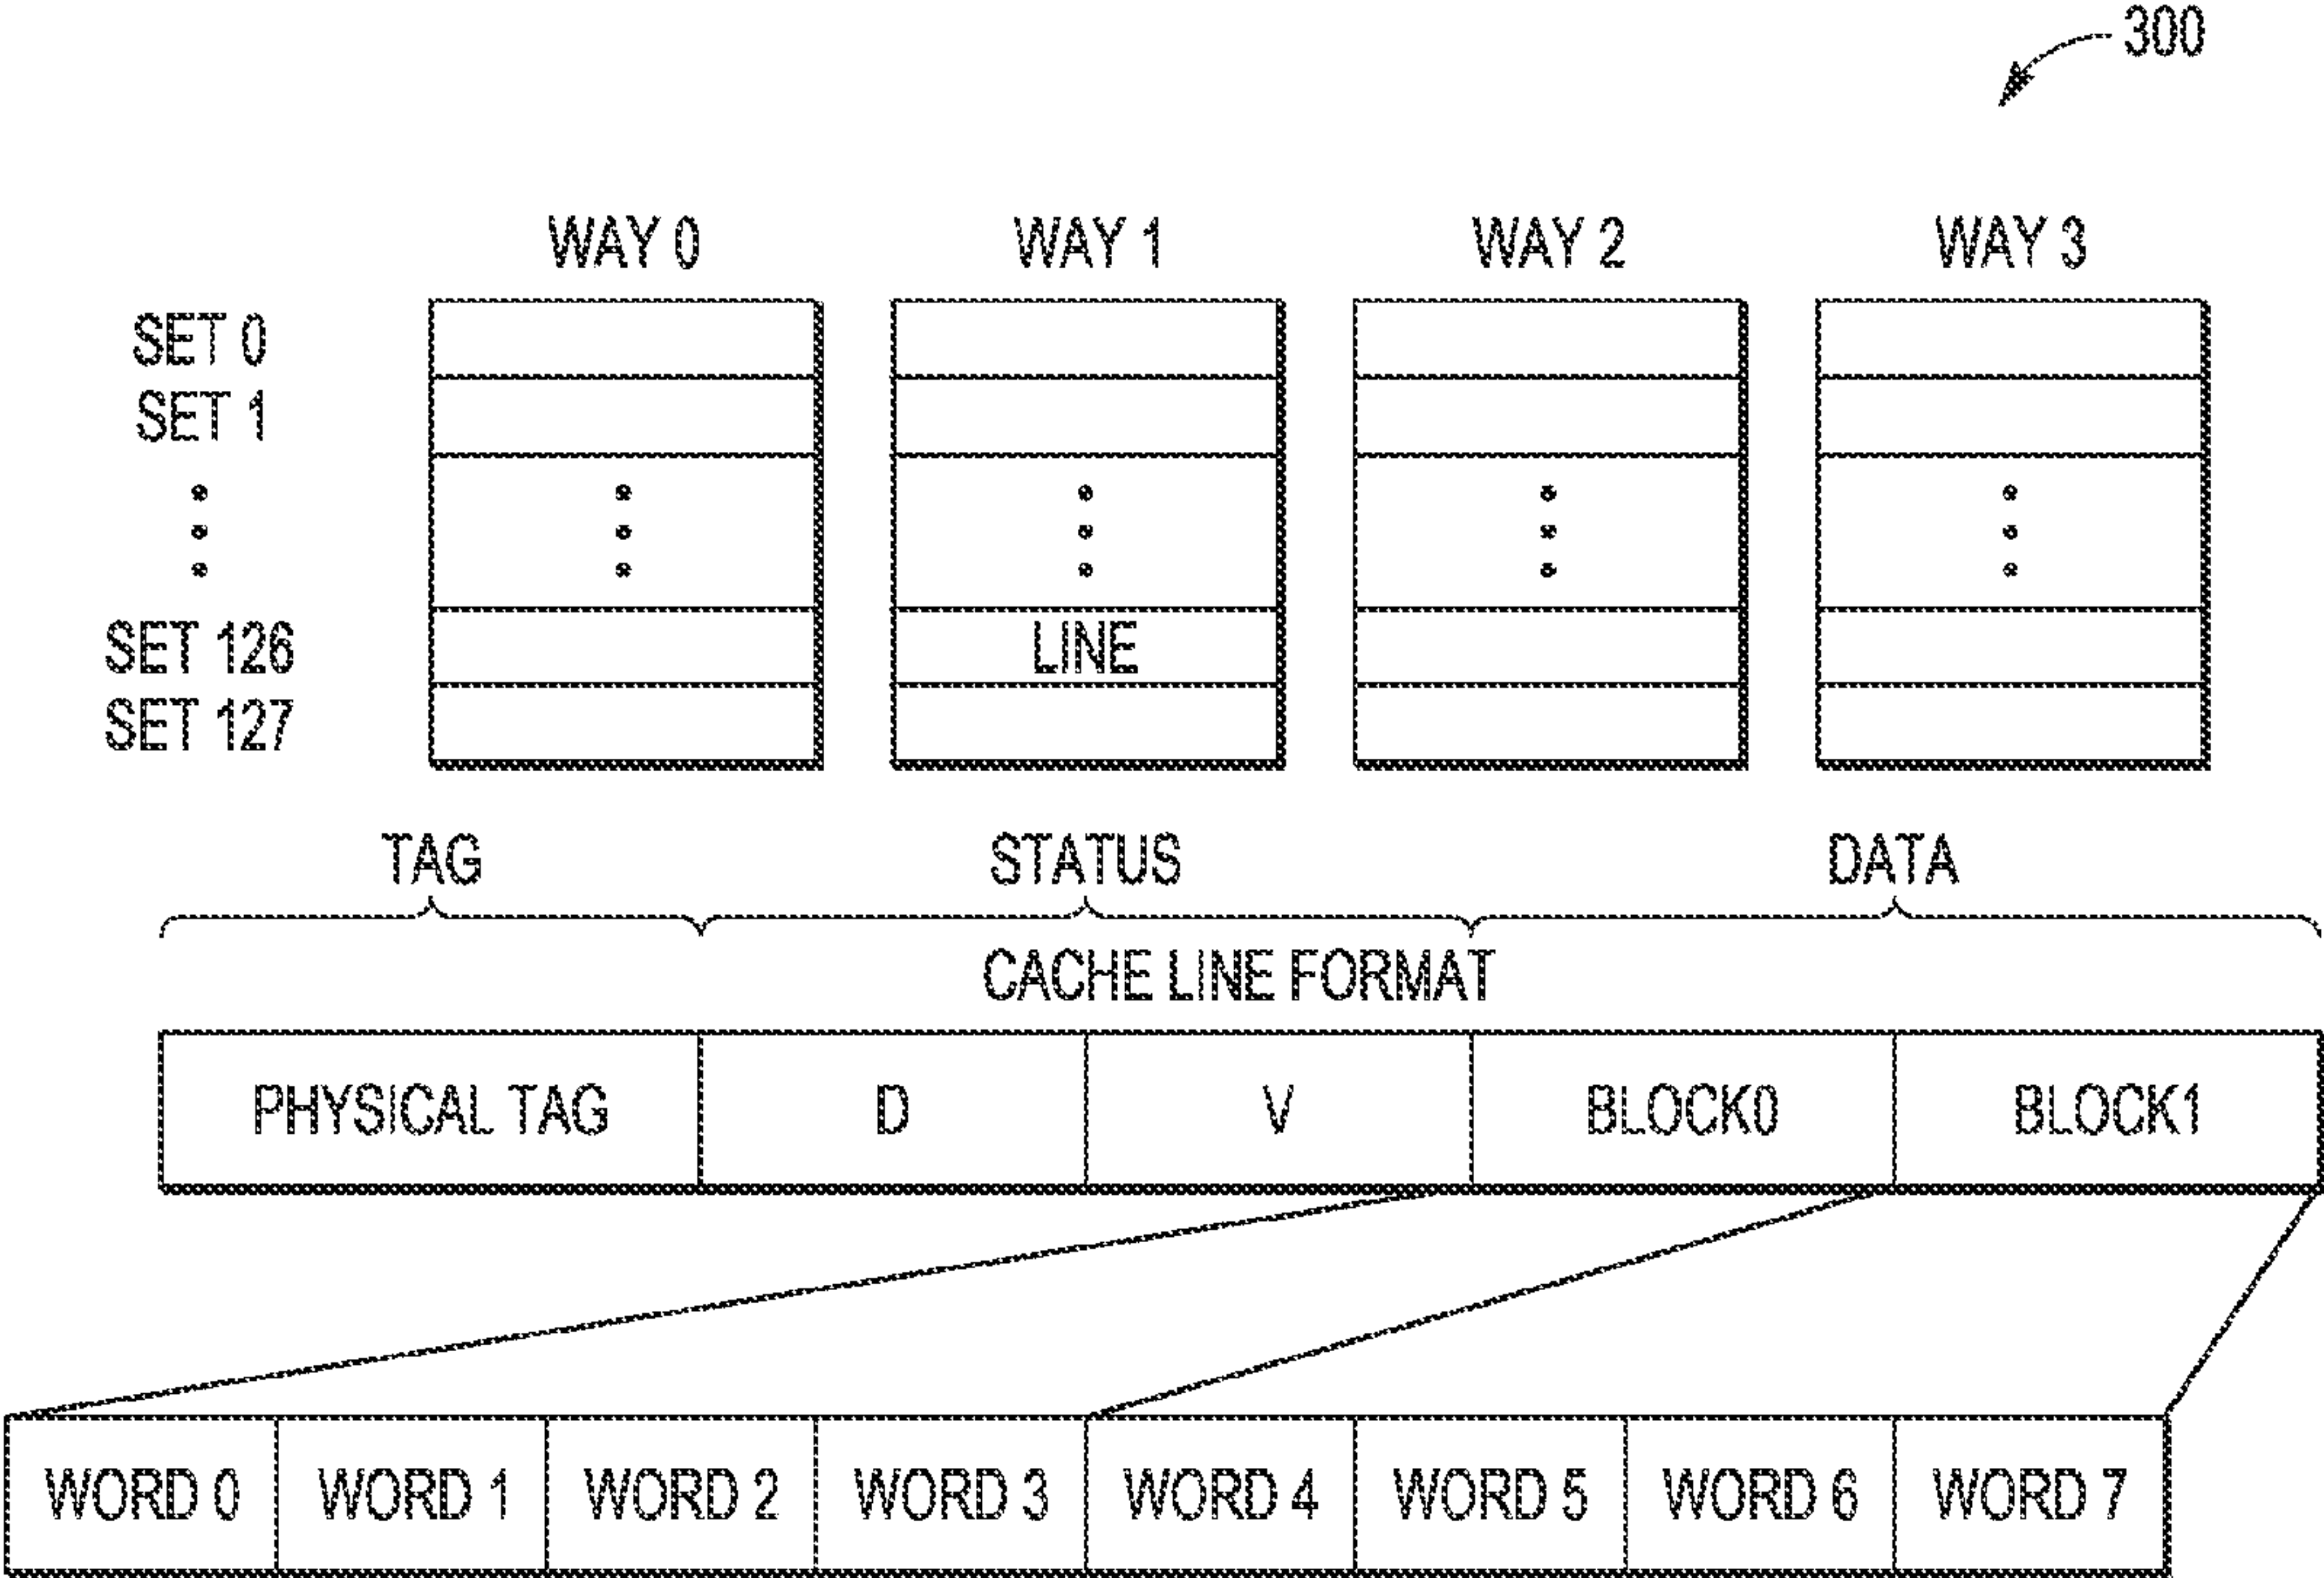 300
WAY 0 WAY 1 WAY 2 WAY 3
SET 0
SET 1
SET 126 LINE
SET 127
TAG STATUS DATA
CACHE LINE FORMAT
PHYSICAL TAG D V BLOCK0 BLOCK1
WORD 0 WORD 1 WORD 2 WORD 3 WORD 4 WORD 5 WORD 6 WORD 7